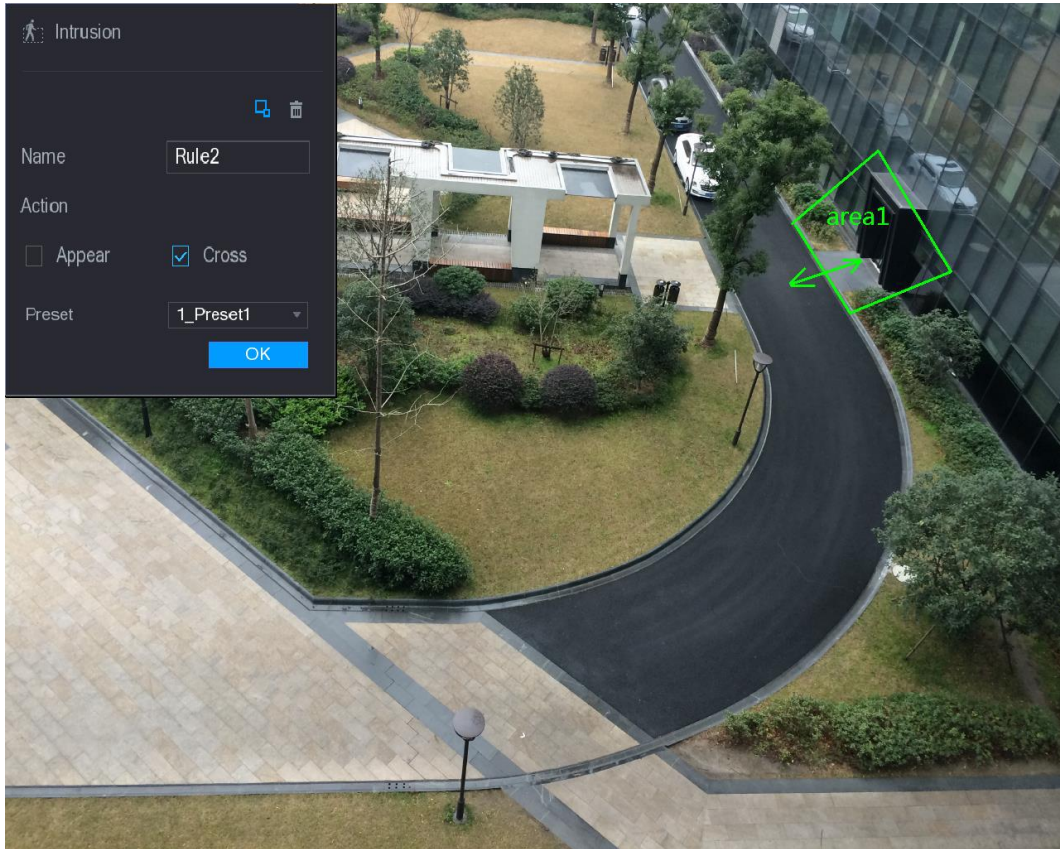 Intrusion
Name Rule2
Action
Appear Cross
Preset 1_Preset1
OK
area1